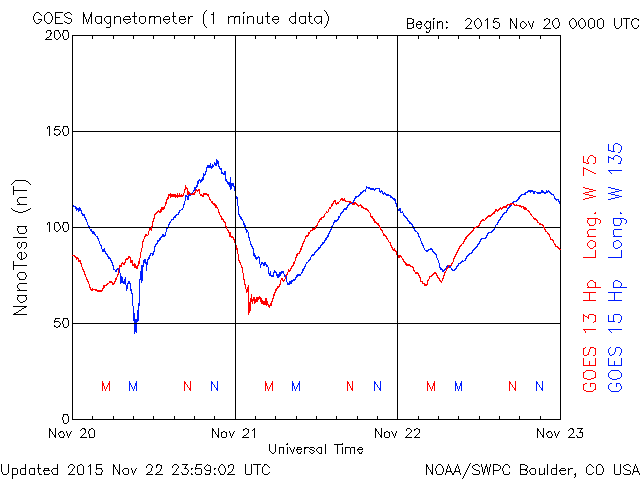 GOES Magnetometer (1 minute data)
Begin: 2015 Nov 20 0000 UTC
200
150
100
50
0
NanoTesla (nT)
M M N N M M N N M M N N
Nov 20 Nov 21 Nov 22 Nov 23
Universal Time
GOES 13 Hp Long. W 75
GOES 15 Hp Long. W 135
Updated 2015 Nov 22 23:59:02 UTC
NOAA/SWPC Boulder, CO USA